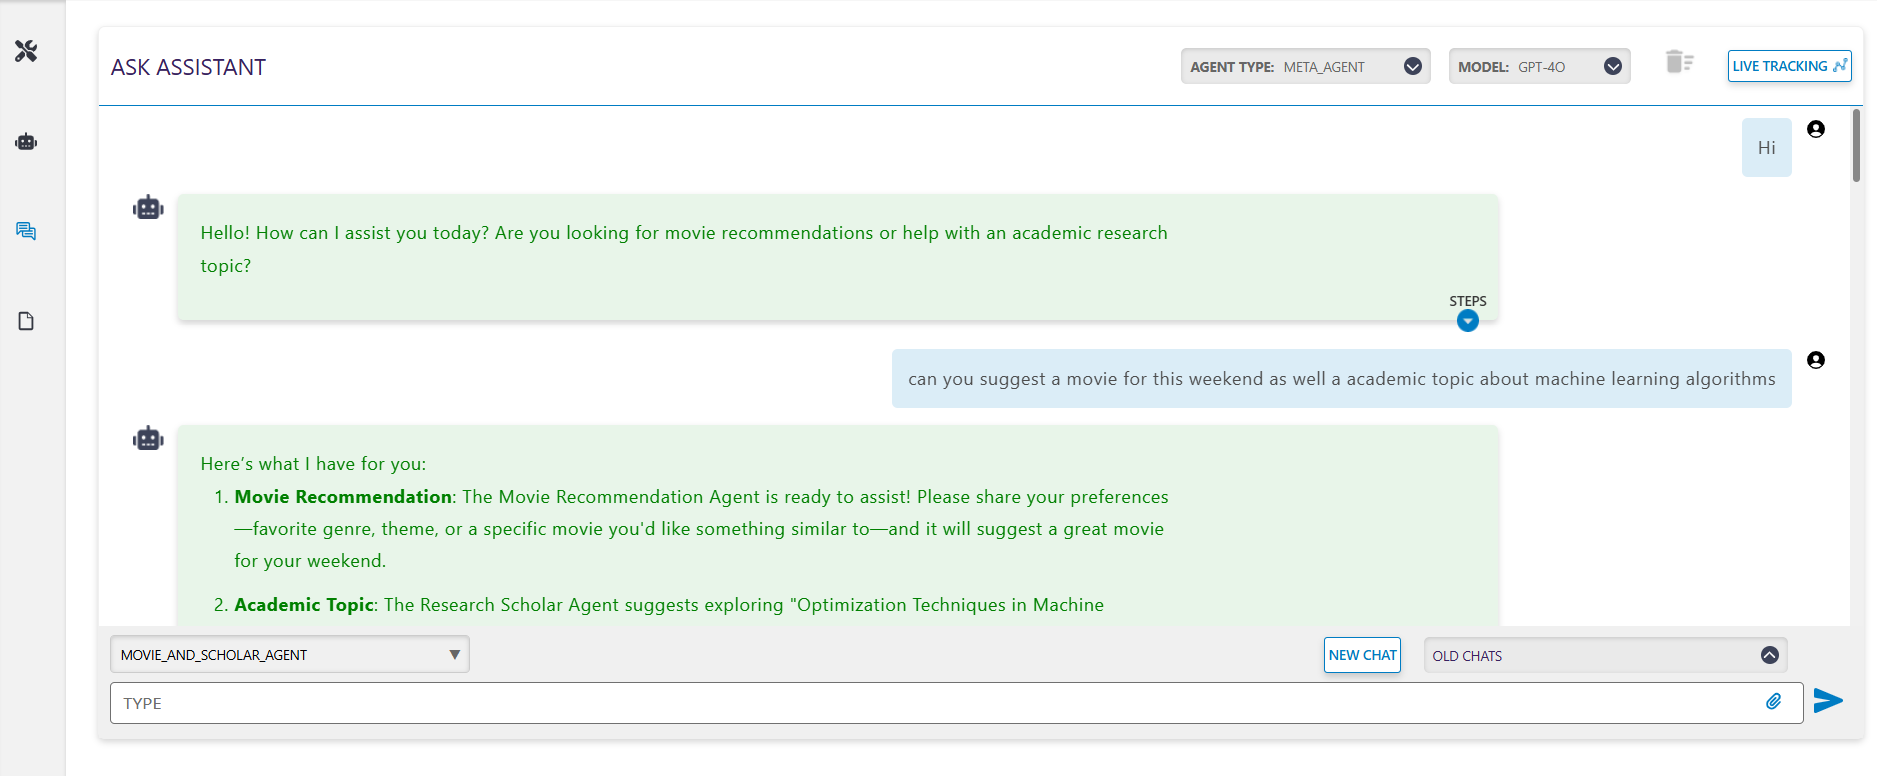 ASK ASSISTANT
AGENT TYPE: META_AGENT
MODEL: GPT-4O
LIVE TRACKING
Hi
Hello! How can I assist you today? Are you looking for movie recommendations or help with an academic research
topic?
STEPS
can you suggest a movie for this weekend as well a academic topic about machine learning algorithms
Here’s what I have for you:
1. Movie Recommendation: The Movie Recommendation Agent is ready to assist! Please share your preferences
—favorite genre, theme, or a specific movie you'd like something similar to—and it will suggest a great movie
for your weekend.
2. Academic Topic: The Research Scholar Agent suggests exploring "Optimization Techniques in Machine
MOVIE_AND_SCHOLAR_AGENT
NEW CHAT
OLD CHATS
TYPE